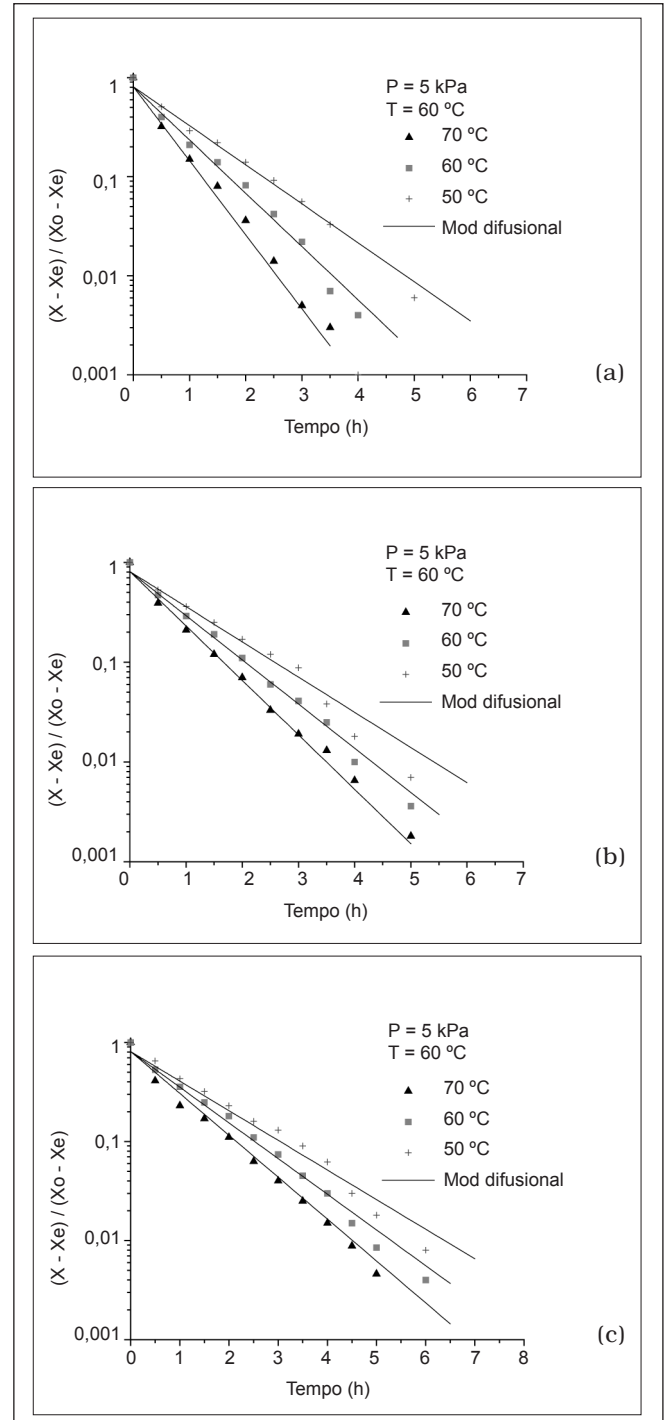 P = 5 kPa
T = 60 ºC
70 ºC
60 ºC
50 ºC
Mod difusional
(X - Xe) / (Xo - Xe)
1
0,1
0,01
0,001
0 1 2 3 4 5 6 7
Tempo (h)
(a)
P = 5 kPa
T = 60 ºC
70 ºC
60 ºC
50 ºC
Mod difusional
(X - Xe) / (Xo - Xe)
1
0,1
0,01
0,001
0 1 2 3 4 5 6 7
Tempo (h)
(b)
P = 5 kPa
T = 60 ºC
70 ºC
60 ºC
50 ºC
Mod difusional
(X - Xe) / (Xo - Xe)
1
0,1
0,01
0,001
0 1 2 3 4 5 6 7 8
Tempo (h)
(c)